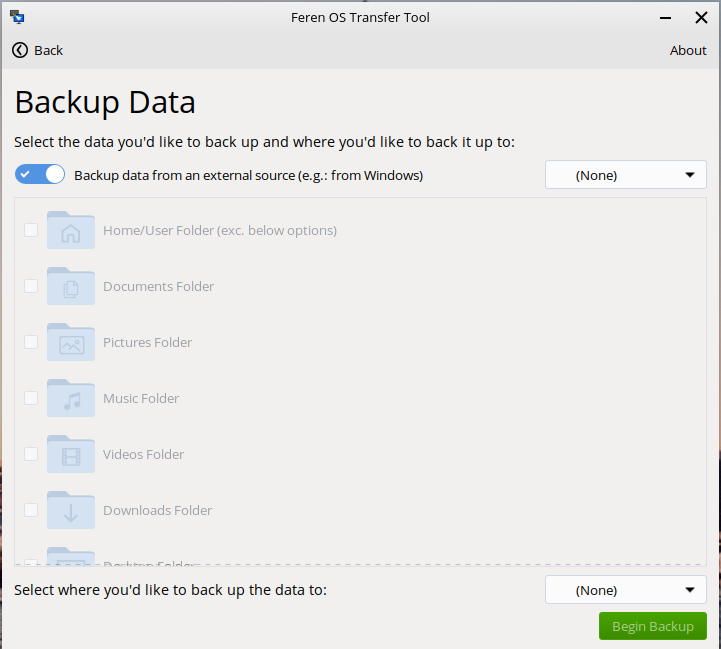 Feren OS Transfer Tool
Back
About
Backup Data
Select the data you'd like to back up and where you'd like to back it up to:
Backup data from an external source (e.g.: from Windows)
(None)
Home/User Folder (exc. below options)
Documents Folder
Pictures Folder
Music Folder
Videos Folder
Downloads Folder
Desktop Folder
Select where you'd like to back up the data to:
(None)
Begin Backup